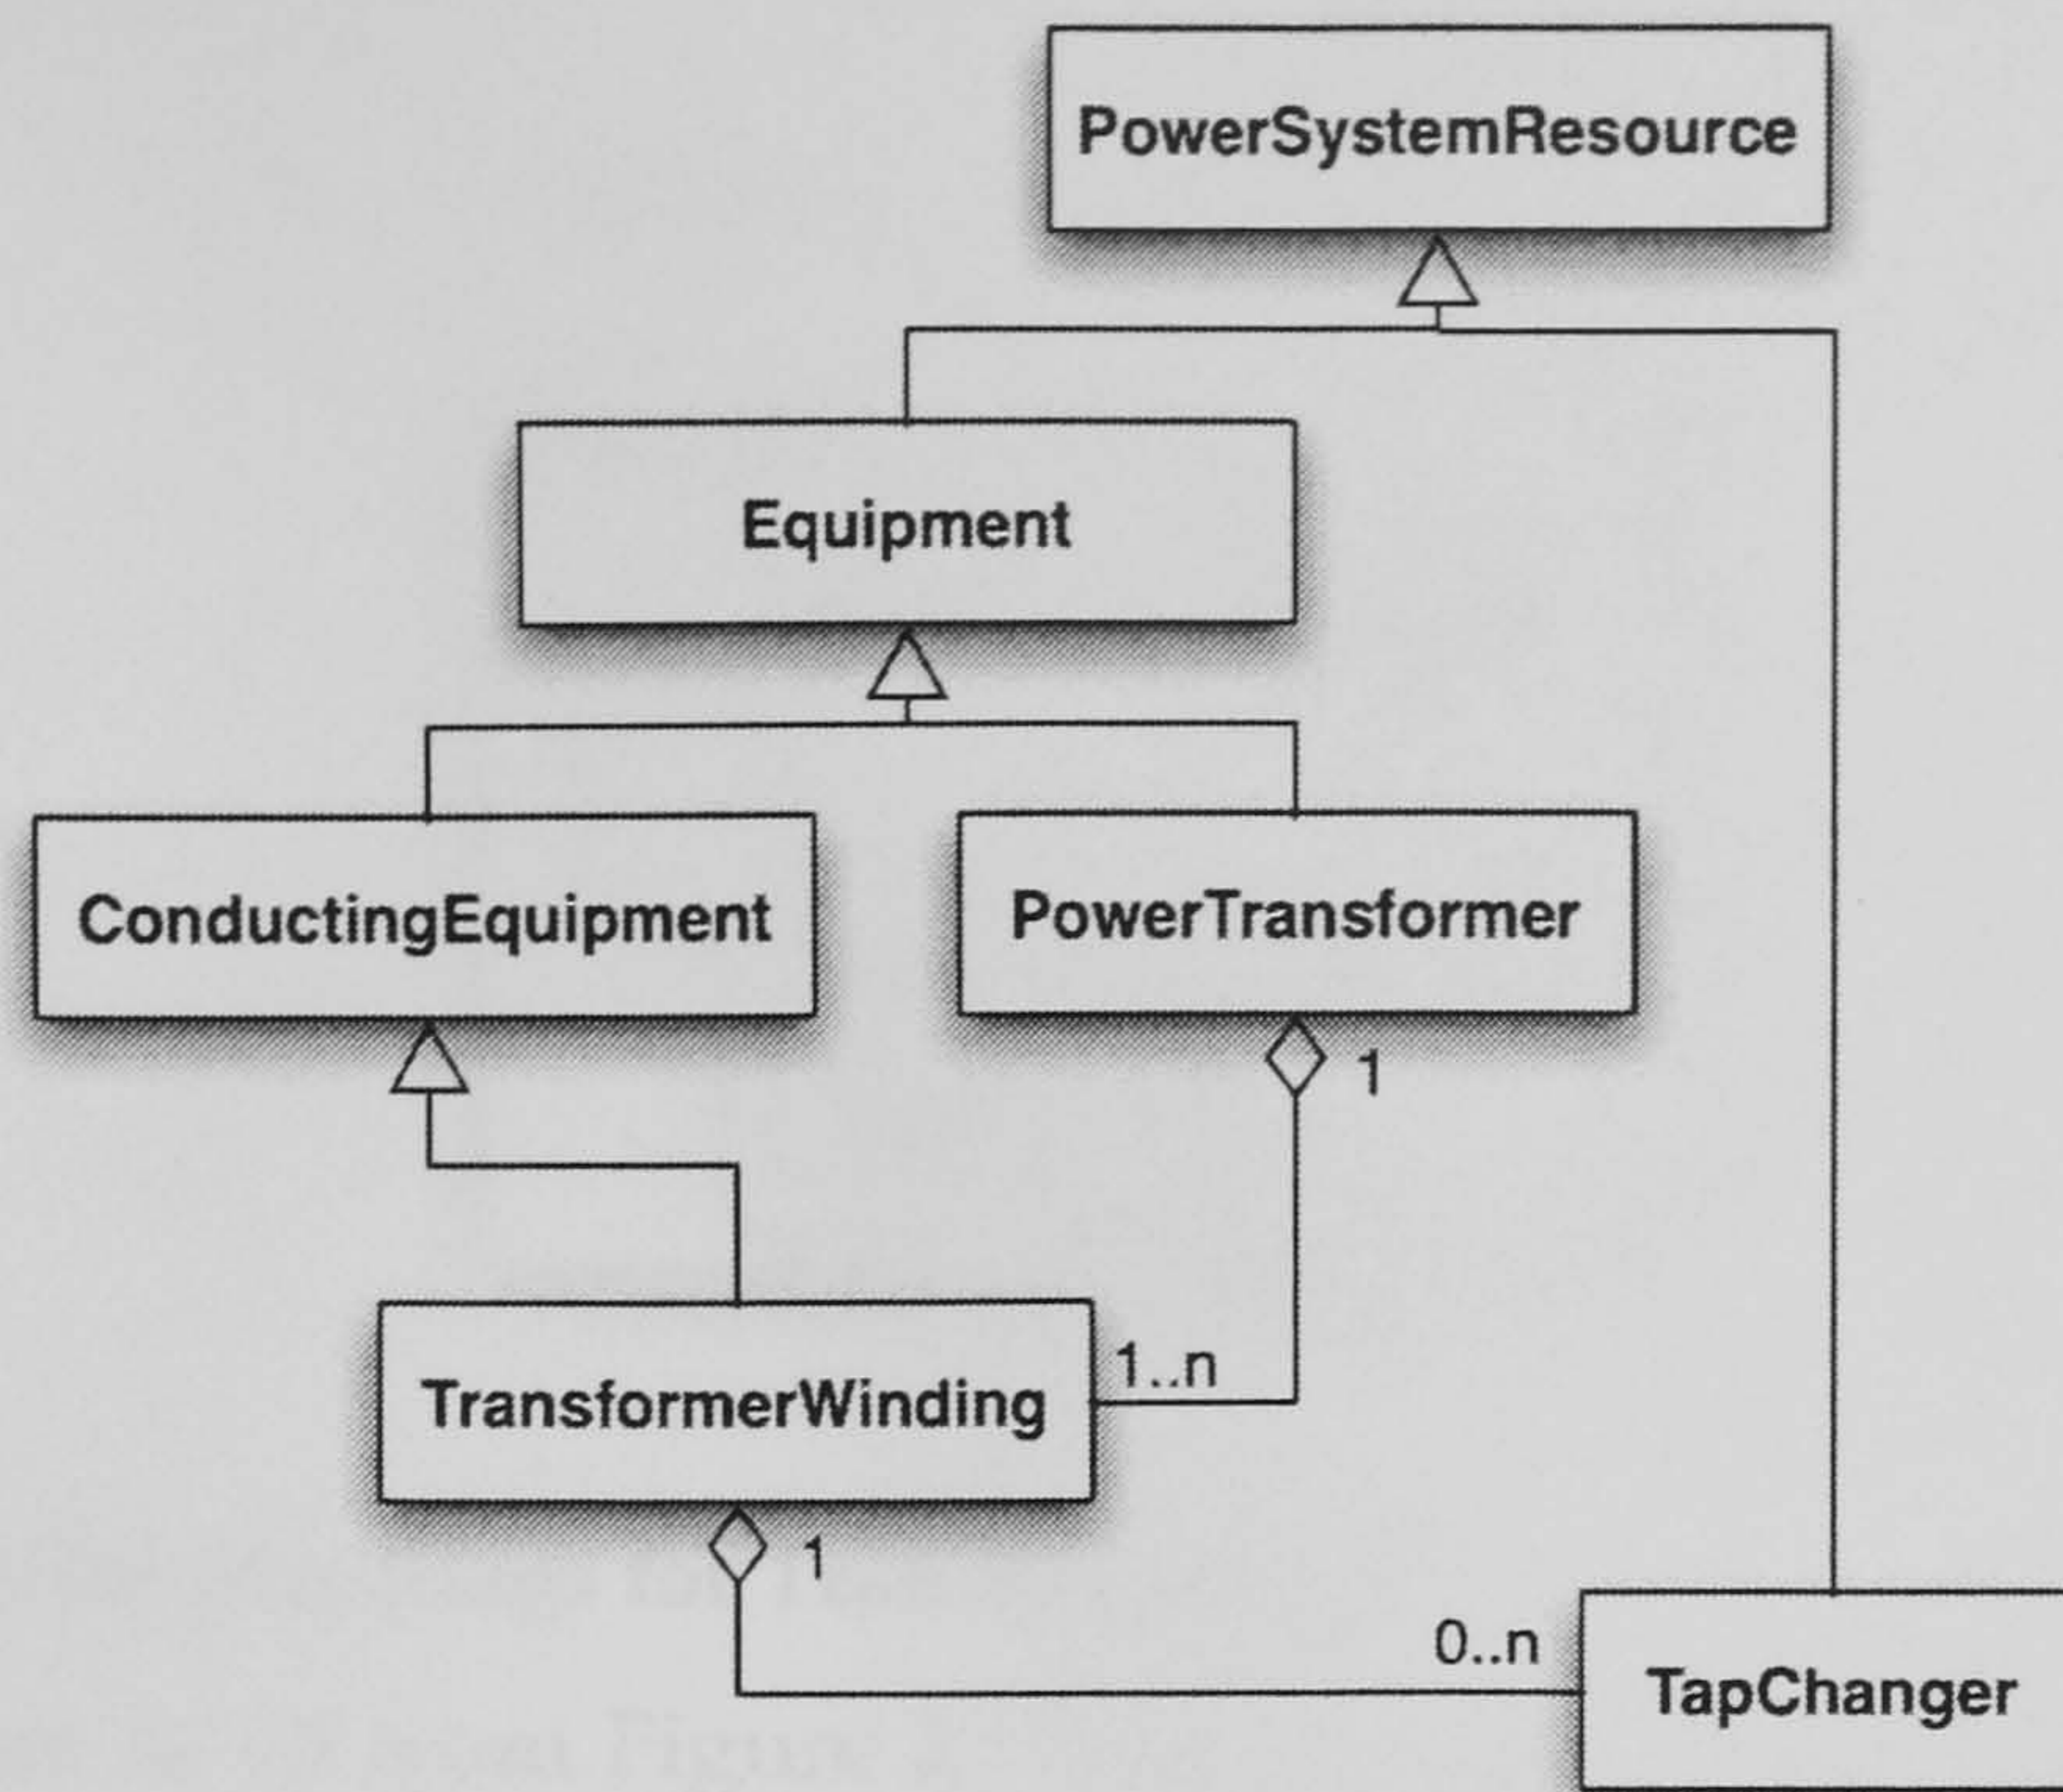 PowerSystemResource
Equipment
ConductingEquipment
PowerTransformer
1
1..n
TransformerWinding
1
0..n
TapChanger